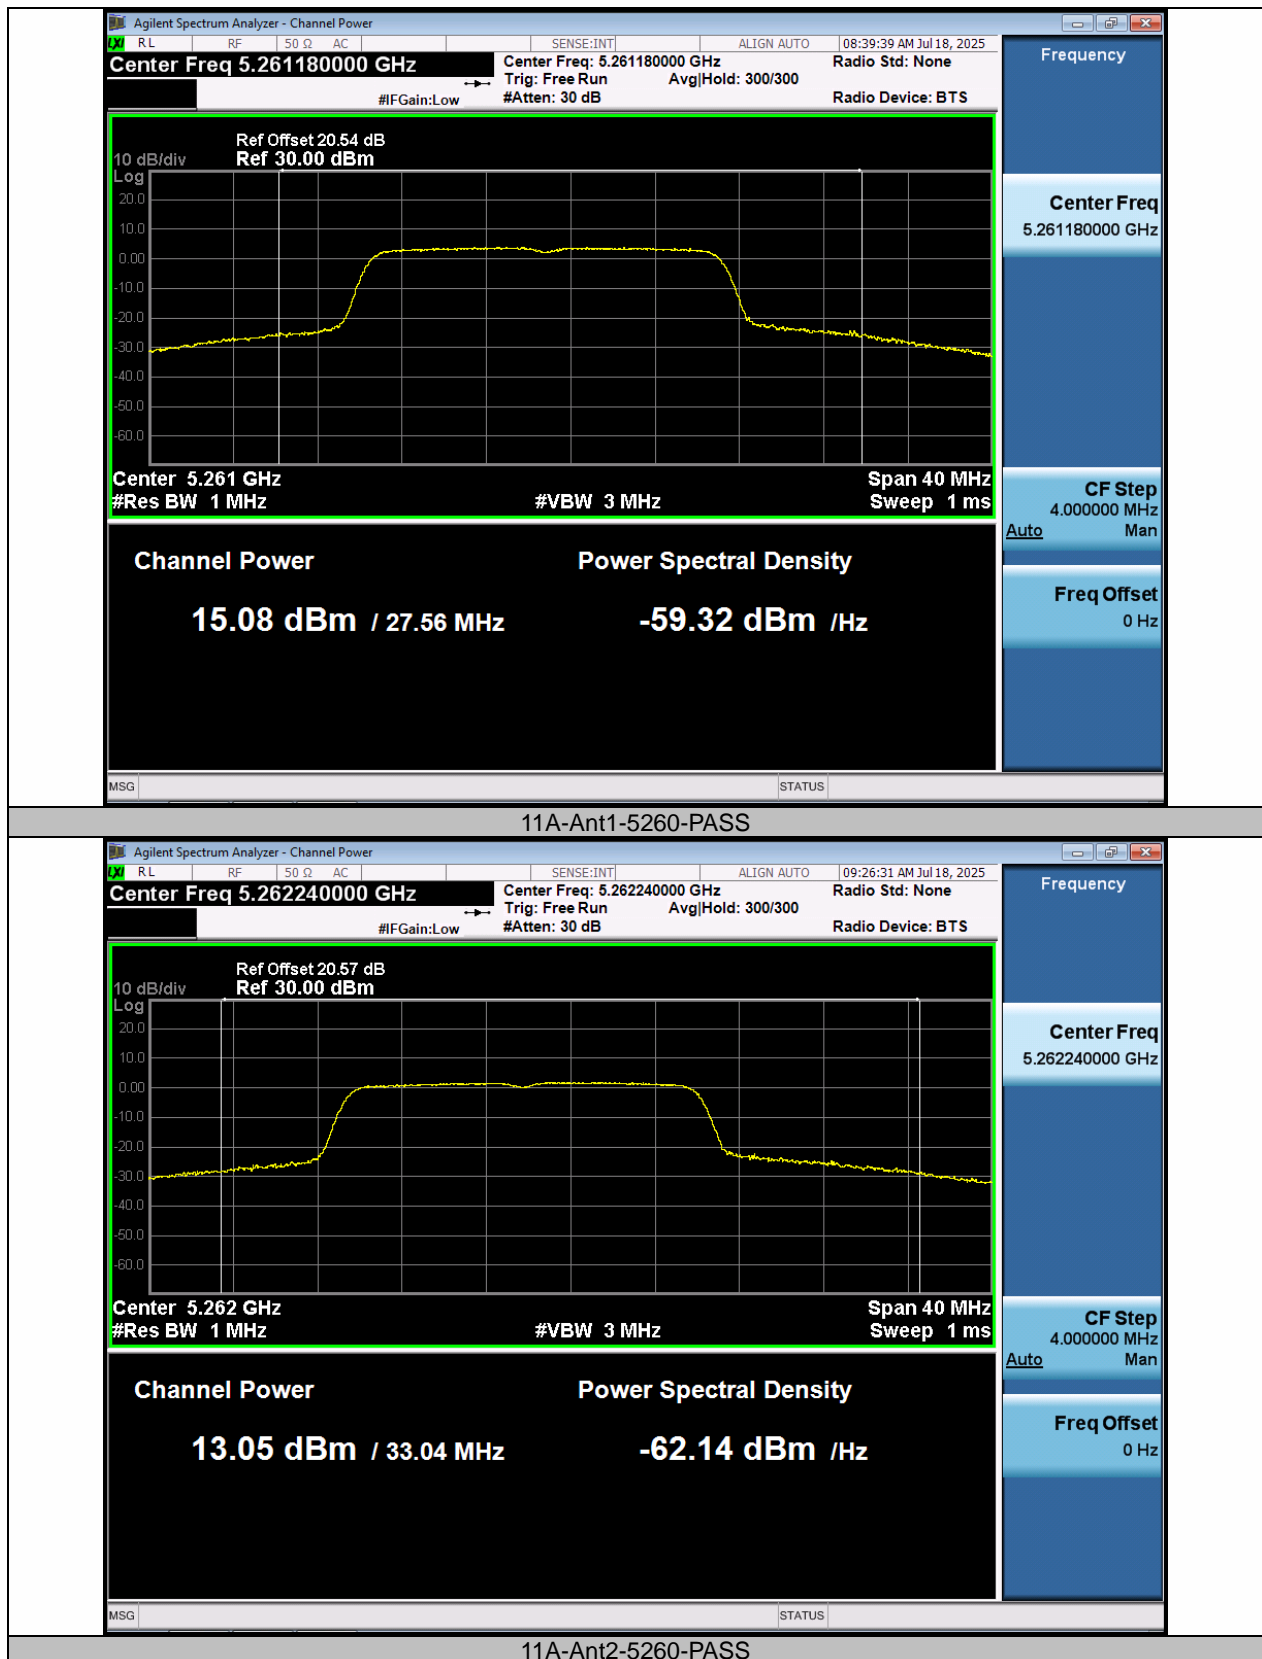 Agilent Spectrum Analyzer - Channel Power
LXI RL RF 50 Ω AC SENSE:INT ALIGN AUTO 08:39:39 AM Jul 18, 2025
Center Freq 5.261180000 GHz
Center Freq: 5.261180000 GHz Radio Std: None
Trig: Free Run Avg|Hold: 300/300
#IFGain:Low #Atten: 30 dB Radio Device: BTS
Frequency
Ref Offset 20.54 dB
10 dB/div Ref 30.00 dBm
Log
20.0
10.0
0.00
-10.0
-20.0
-30.0
-40.0
-50.0
-60.0
Center 5.261 GHz Span 40 MHz
#Res BW 1 MHz #VBW 3 MHz Sweep 1 ms
Center Freq
5.261180000 GHz
CF Step
4.000000 MHz
Auto Man
Freq Offset
0 Hz
Channel Power Power Spectral Density
15.08 dBm / 27.56 MHz -59.32 dBm /Hz
MSG STATUS
11A-Ant1-5260-PASS
Agilent Spectrum Analyzer - Channel Power
LXI RL RF 50 Ω AC SENSE:INT ALIGN AUTO 09:26:31 AM Jul 18, 2025
Center Freq 5.262240000 GHz
Center Freq: 5.262240000 GHz Radio Std: None
Trig: Free Run Avg|Hold: 300/300
#IFGain:Low #Atten: 30 dB Radio Device: BTS
Frequency
Ref Offset 20.57 dB
10 dB/div Ref 30.00 dBm
Log
20.0
10.0
0.00
-10.0
-20.0
-30.0
-40.0
-50.0
-60.0
Center 5.262 GHz Span 40 MHz
#Res BW 1 MHz #VBW 3 MHz Sweep 1 ms
Center Freq
5.262240000 GHz
CF Step
4.000000 MHz
Auto Man
Freq Offset
0 Hz
Channel Power Power Spectral Density
13.05 dBm / 33.04 MHz -62.14 dBm /Hz
MSG STATUS
11A-Ant2-5260-PASS